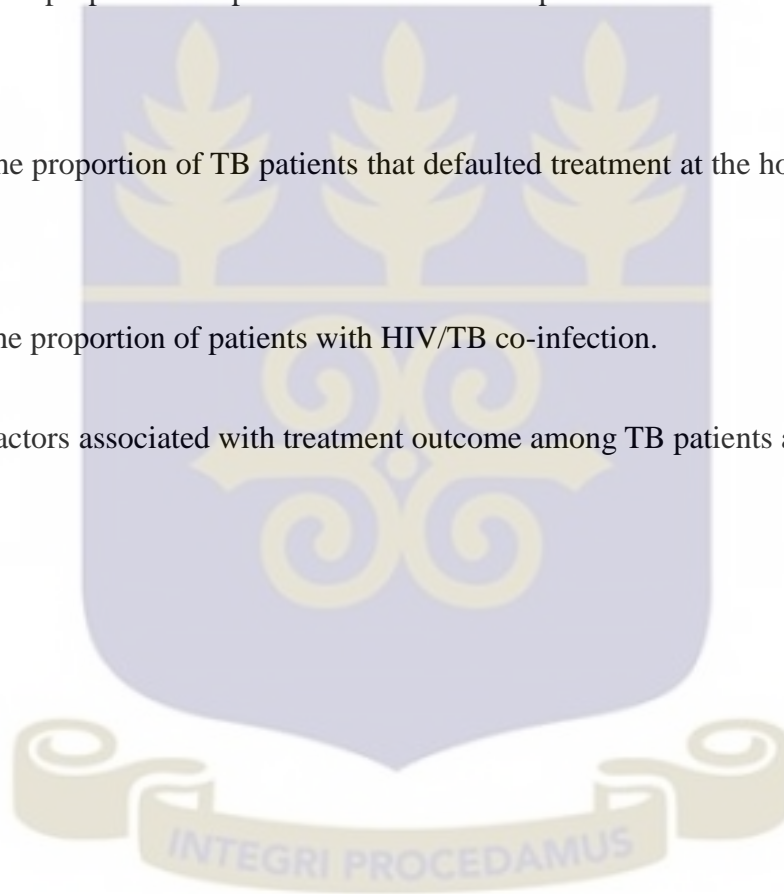 he proportion of TB patients that defaulted treatment at the ho
he proportion of patients with HIV/TB co-infection.
actors associated with treatment outcome among TB patients a
INTEGRI PROCEDAMUS